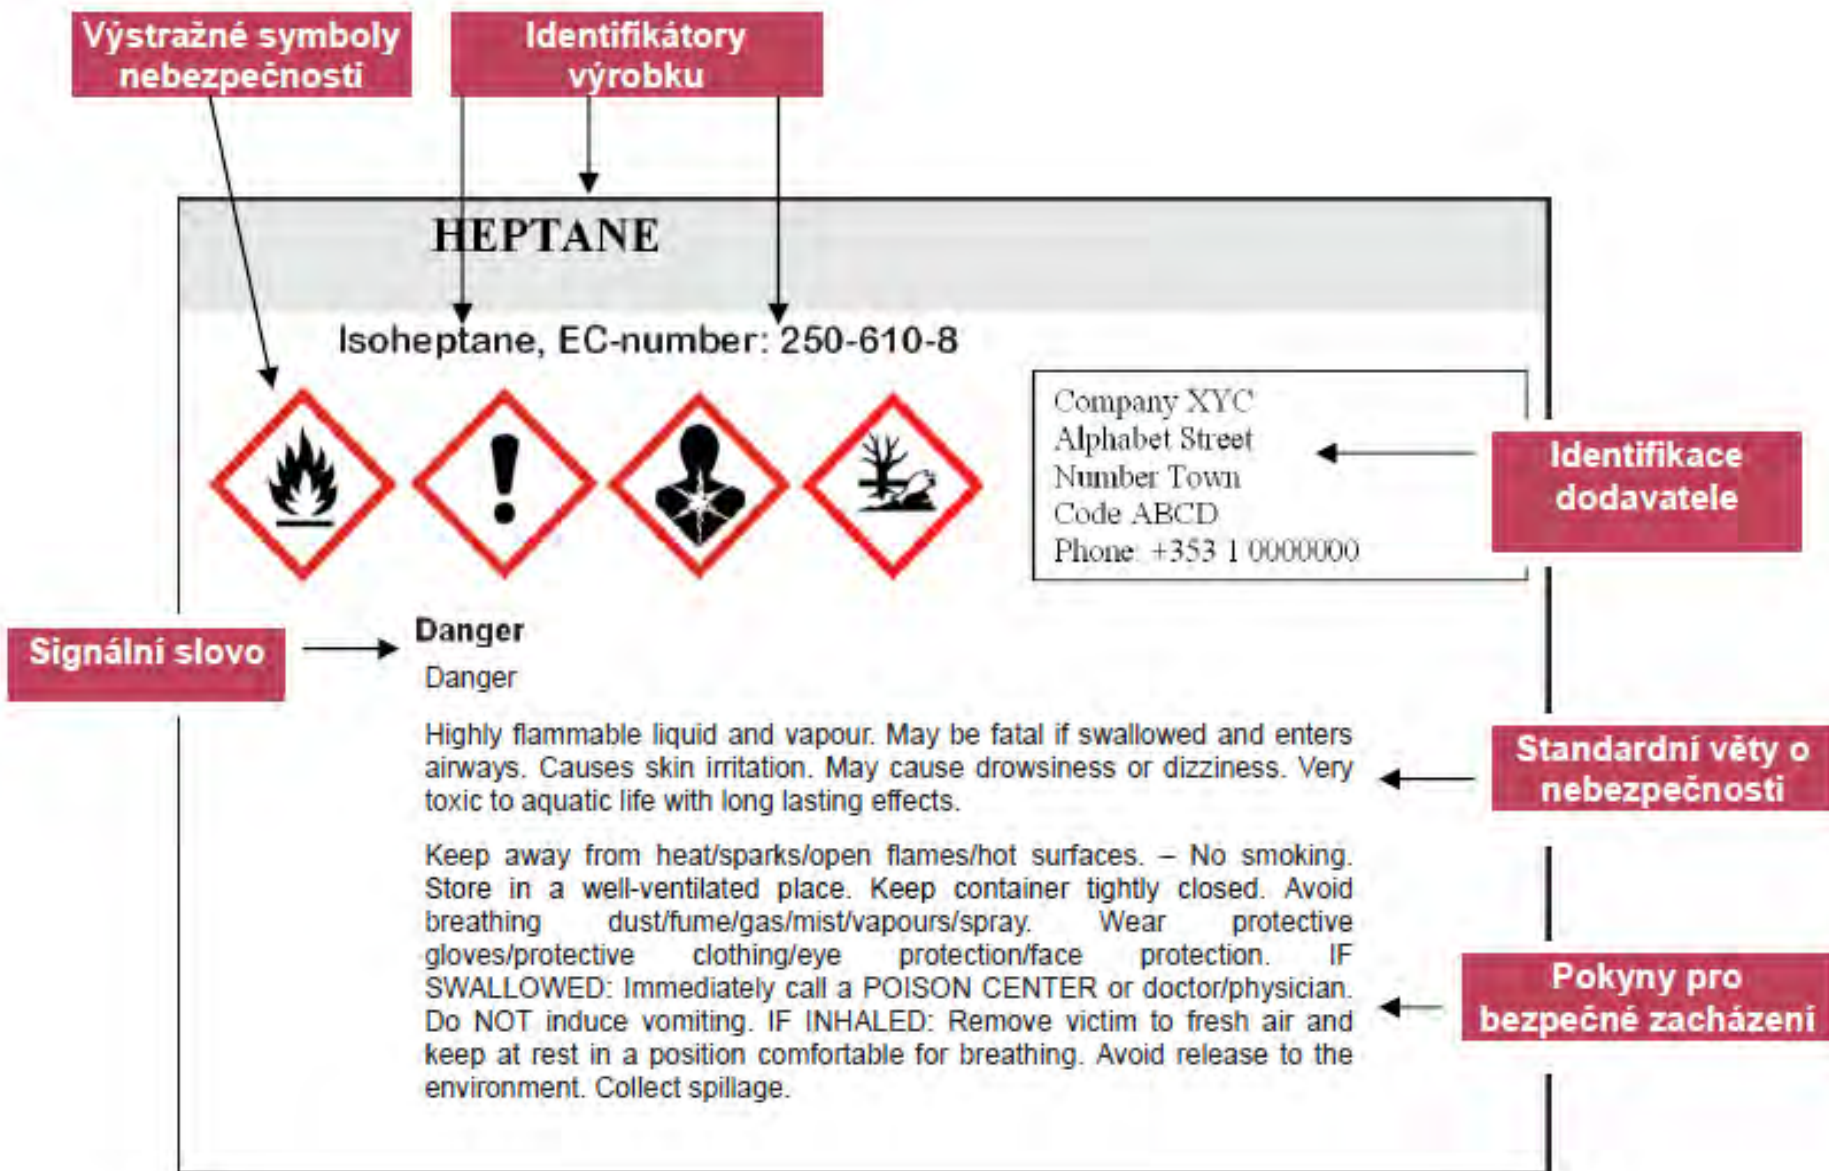 Výstražné symboly
nebezpečnosti
Identifikátory
výrobku
HEPTANE
Isoheptane, EC-number: 250-610-8
Company XYC
Alphabet Street
Number Town
Code ABCD
Phone: +353 1 0000000
Identifikace
dodavatele
Signální slovo
Danger
Danger
Highly flammable liquid and vapour. May be fatal if swallowed and enters
airways. Causes skin irritation. May cause drowsiness or dizziness. Very
toxic to aquatic life with long lasting effects.
Standardní věty o
nebezpečnosti
Keep away from heat/sparks/open flames/hot surfaces. – No smoking.
Store in a well-ventilated place. Keep container tightly closed. Avoid
breathing dust/fume/gas/mist/vapours/spray. Wear protective
gloves/protective clothing/eye protection/face protection. IF
SWALLOWED: Immediately call a POISON CENTER or doctor/physician.
Do NOT induce vomiting. IF INHALED: Remove victim to fresh air and
keep at rest in a position comfortable for breathing. Avoid release to the
environment. Collect spillage.
Pokyny pro
bezpečné zacházení